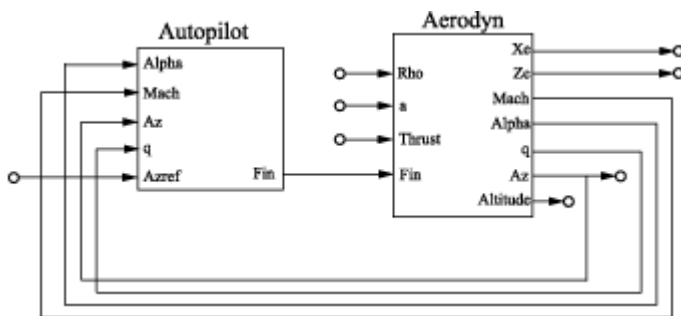 Autopilot
Alpha
Mach
Az
q
Azref
Fin
Aerodyn
Rho
a
Thrust
Fin
Xe
Ze
Mach
Alpha
q
Az
Altitude